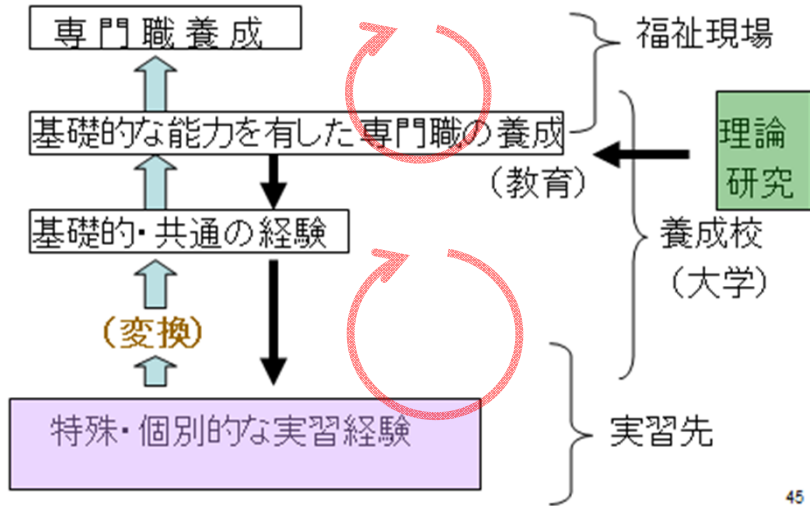 専門職養成
福祉現場
基礎的な能力を有した専門職の養成
(教育)
理論
研究
基礎的・共通の経験
養成校
(大学)
(変換)
特殊・個別的な実習経験
実習先
45